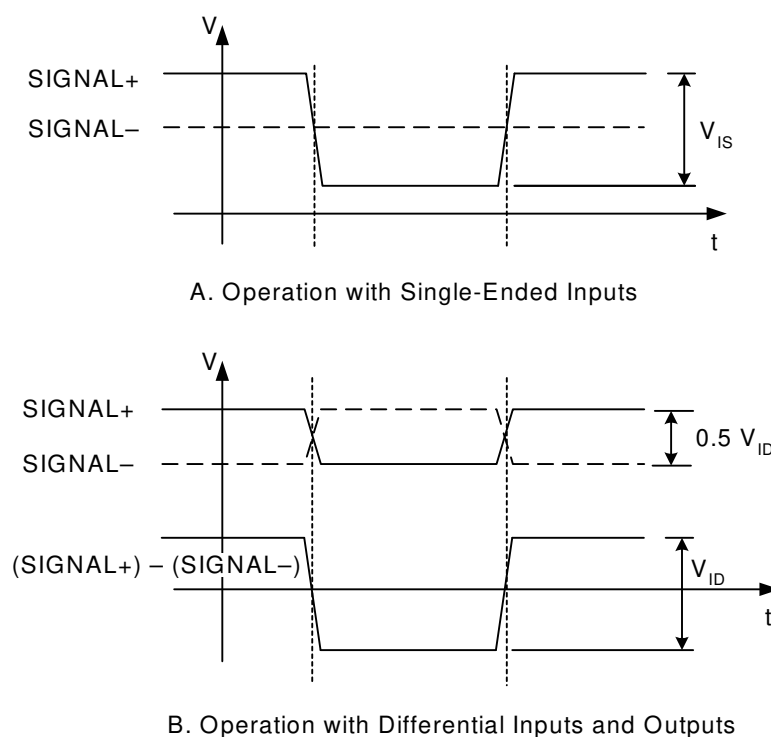 V
SIGNAL+
SIGNAL–
V_IS
t
A. Operation with Single-Ended Inputs
V
SIGNAL+
0.5 V_ID
SIGNAL–
(SIGNAL+) – (SIGNAL–)
V_ID
t
B. Operation with Differential Inputs and Outputs